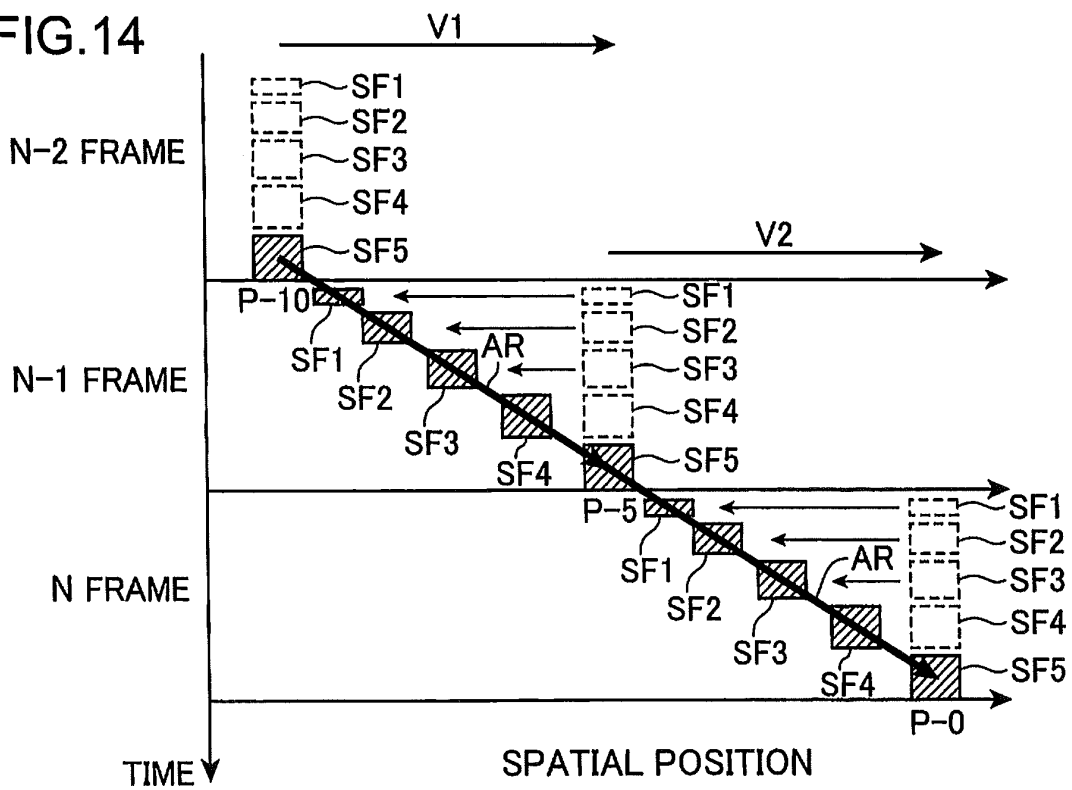 FIG.14
V1
SF1
SF2
N-2 FRAME
SF3
SF4
V2
SF5
P-10
SF1
SF1
SF2
AR
N-1 FRAME
SF2
SF3
SF3
SF4
SF4
SF5
P-5
SF1
SF1
SF2
AR
N FRAME
SF2
SF3
SF3
SF4
SF4
SF5
P-0
TIME
SPATIAL POSITION